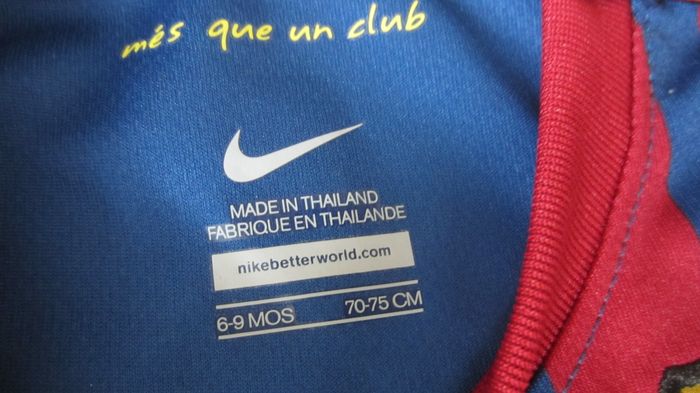 més que un club
MADE IN THAILAND
FABRIQUE EN THAILANDE
nikebetterworld.com
6-9 MOS 70-75 CM